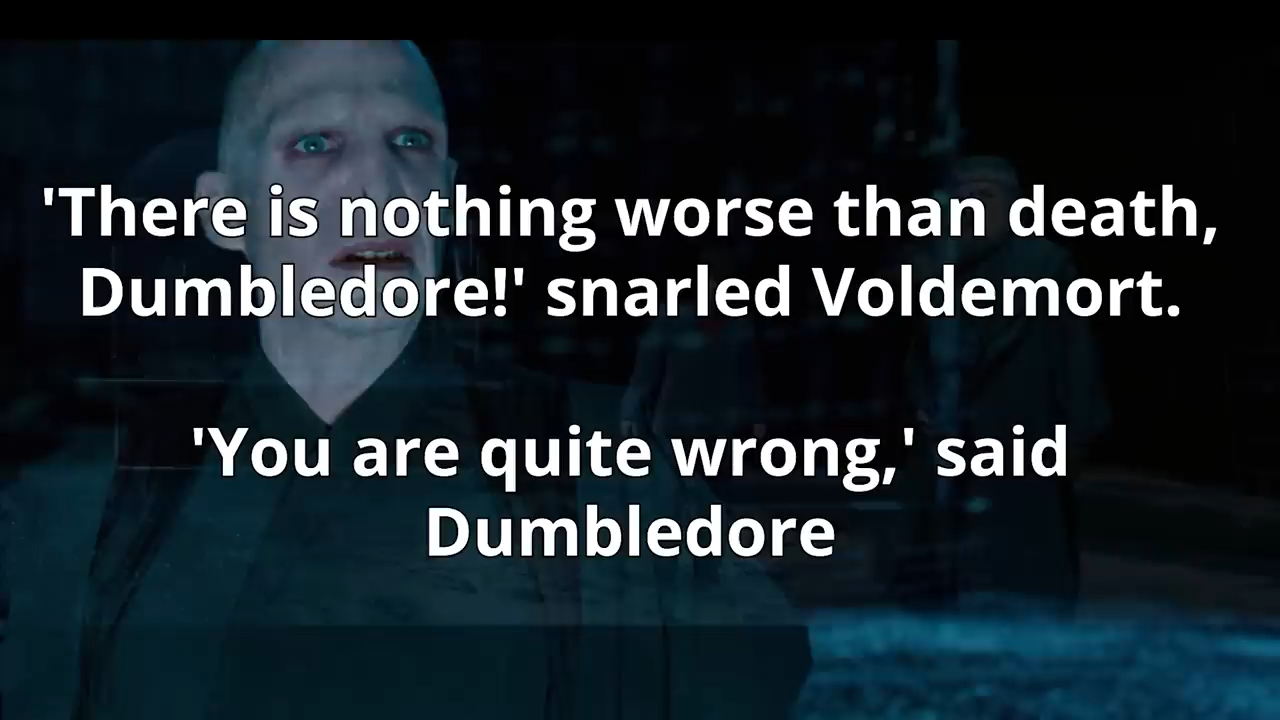 'There is nothing worse than death,
Dumbledore!' snarled Voldemort.
'You are quite wrong,' said
Dumbledore